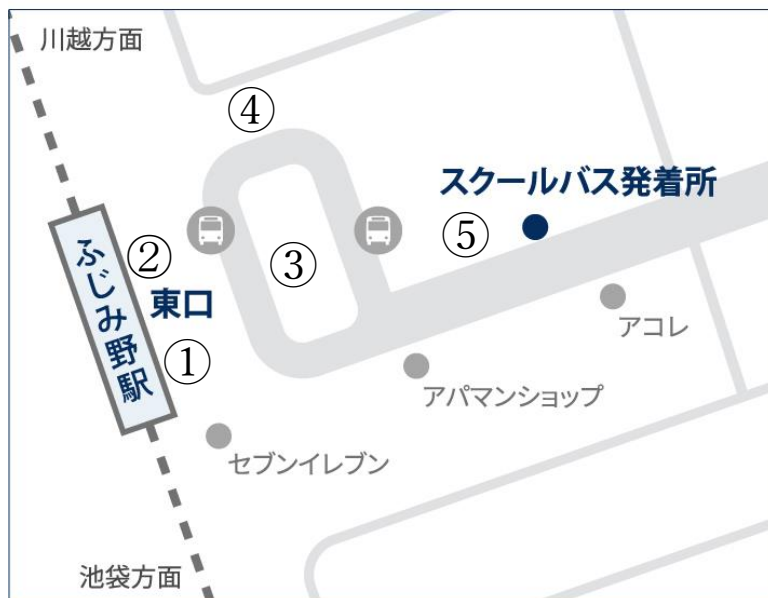 川越方面
④
スクールバス発着所
⑤
②
③
東口
ふじみ野駅
アコレ
①
アパマンショップ
セブンイレブン
池袋方面